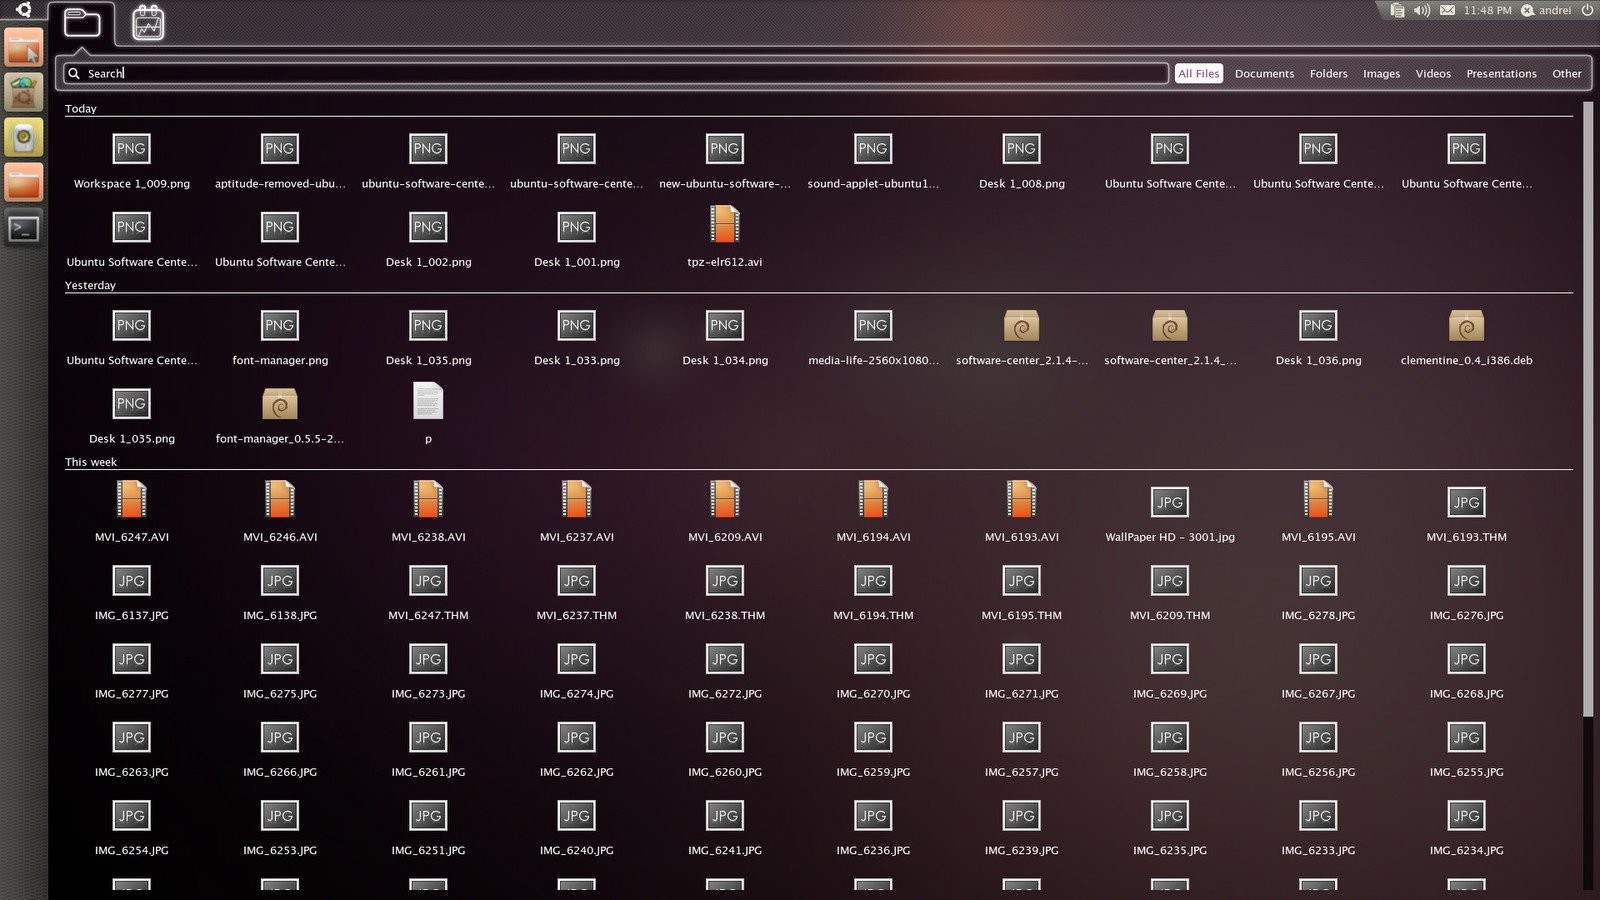 11:48 PM andrei
Search All Files Documents Folders Images Videos Presentations Other
Today
PNG PNG PNG PNG PNG PNG PNG PNG PNG PNG
Workspace 1_009.png aptitude-removed-ubu... ubuntu-software-cente... ubuntu-software-cente... new-ubuntu-software-... sound-applet-ubuntu1... Desk 1_008.png Ubuntu Software Cente... Ubuntu Software Cente... Ubuntu Software Cente...
PNG PNG PNG PNG
Ubuntu Software Cente... Ubuntu Software Cente... Desk 1_002.png Desk 1_001.png tpz-elr612.avi
Yesterday
PNG PNG PNG PNG PNG PNG PNG
Ubuntu Software Cente... font-manager.png Desk 1_035.png Desk 1_033.png Desk 1_034.png media-life-2560x1080... software-center_2.1.4-... software-center_2.1.4_... Desk 1_036.png clementine_0.4_i386.deb
PNG
Desk 1_035.png font-manager_0.5.5-2... p
This week
JPG JPG
MVI_6247.AVI MVI_6246.AVI MVI_6238.AVI MVI_6237.AVI MVI_6209.AVI MVI_6194.AVI MVI_6193.AVI WallPaper HD - 3001.jpg MVI_6195.AVI MVI_6193.THM
JPG JPG JPG JPG JPG JPG JPG JPG JPG JPG
IMG_6137.JPG IMG_6138.JPG MVI_6247.THM MVI_6237.THM MVI_6238.THM MVI_6194.THM MVI_6195.THM MVI_6209.THM IMG_6278.JPG IMG_6276.JPG
JPG JPG JPG JPG JPG JPG JPG JPG JPG JPG
IMG_6277.JPG IMG_6275.JPG IMG_6273.JPG IMG_6274.JPG IMG_6272.JPG IMG_6270.JPG IMG_6271.JPG IMG_6269.JPG IMG_6267.JPG IMG_6268.JPG
JPG JPG JPG JPG JPG JPG JPG JPG JPG JPG
IMG_6263.JPG IMG_6266.JPG IMG_6261.JPG IMG_6262.JPG IMG_6260.JPG IMG_6259.JPG IMG_6257.JPG IMG_6258.JPG IMG_6256.JPG IMG_6255.JPG
JPG JPG JPG JPG JPG JPG JPG JPG JPG JPG
IMG_6254.JPG IMG_6253.JPG IMG_6251.JPG IMG_6240.JPG IMG_6241.JPG IMG_6236.JPG IMG_6239.JPG IMG_6235.JPG IMG_6233.JPG IMG_6234.JPG